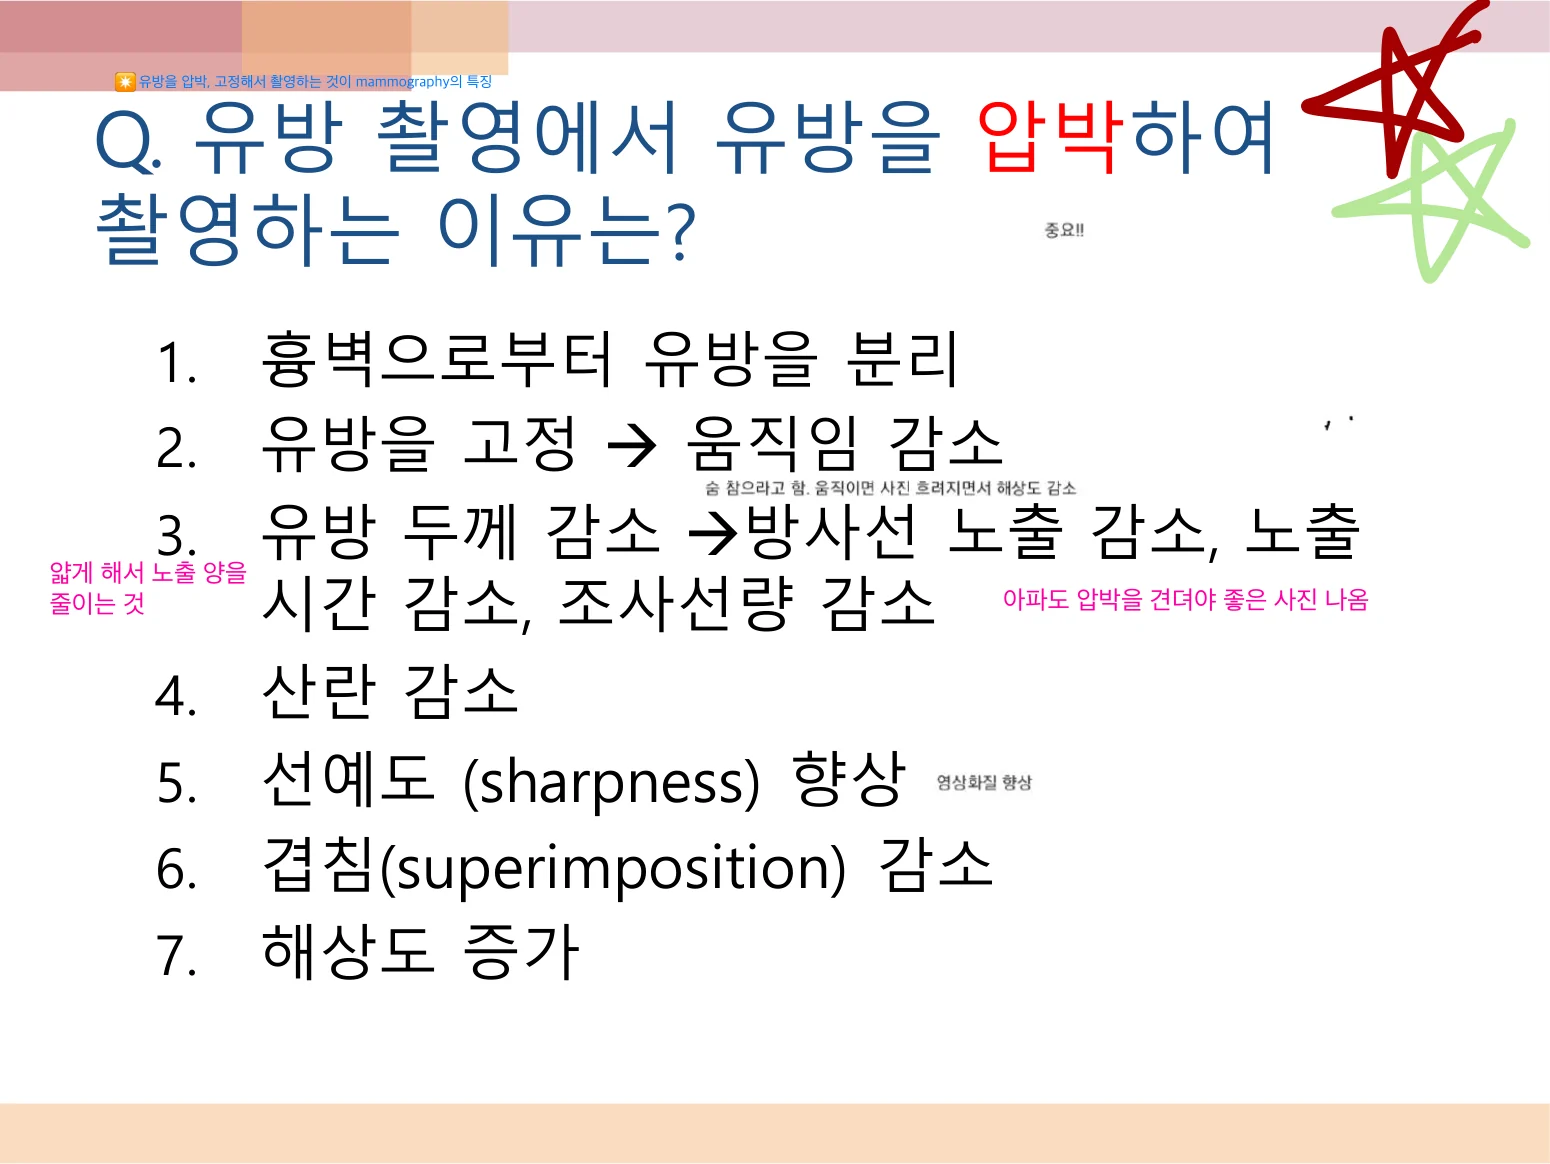 유방을 압박, 고정해서 촬영하는 것이 mammography의 특징
Q. 유방 촬영에서 유방을 압박하여
촬영하는 이유는?
중요!!
1. 흉벽으로부터 유방을 분리
2. 유방을 고정 → 움직임 감소
숨 참으라고 함. 움직이면 사진 흐려지면서 해상도 감소
3. 유방 두께 감소 →방사선 노출 감소, 노출
시간 감소, 조사선량 감소
얇게 해서 노출 양을
줄이는 것
아파도 압박을 견뎌야 좋은 사진 나옴
4. 산란 감소
5. 선예도 (sharpness) 향상
영상화질 향상
6. 겹침(superimposition) 감소
7. 해상도 증가